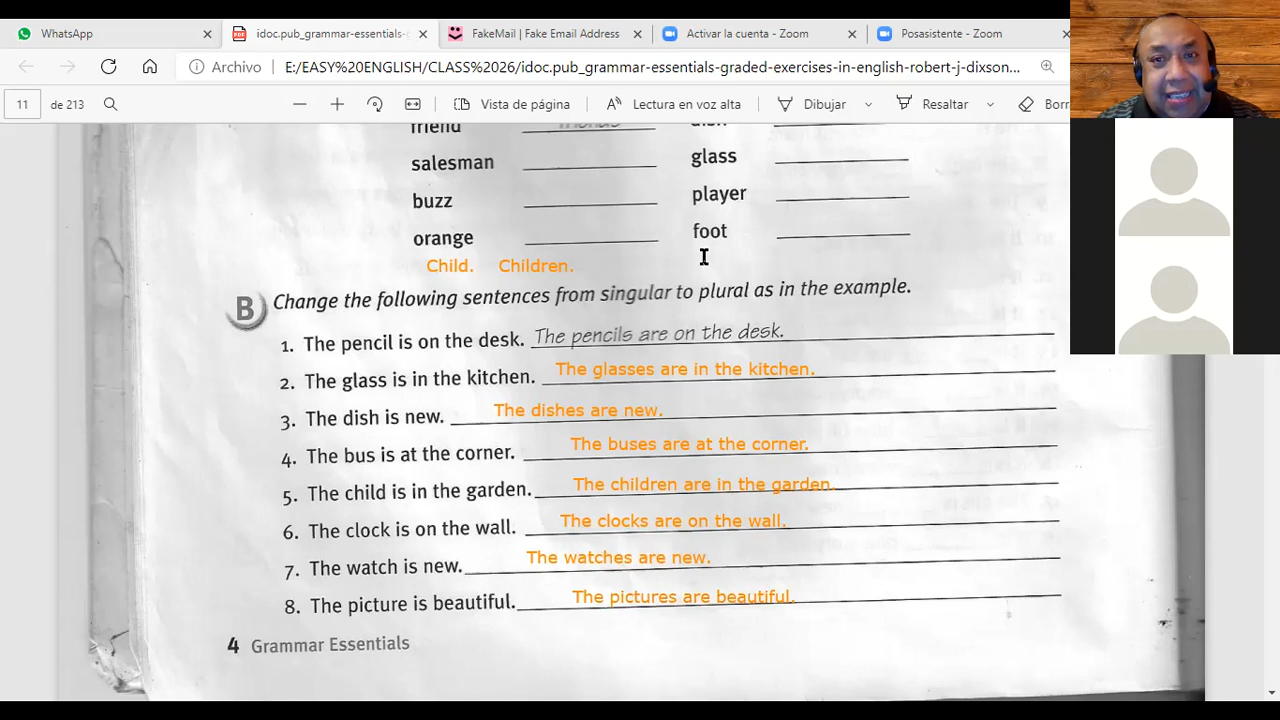 WhatsApp
idoc.pub_grammar-essentials-
FakeMail | Fake Email Address
Activar la cuenta - Zoom
Posasistente - Zoom
Archivo
E:/EASY%20ENGLISH/CLASS%2026/idoc.pub_grammar-essentials-graded-exercises-in-english-robert-j-dixson...
11 de 213
Vista de página
Lectura en voz alta
Dibujar
Resaltar
Borr
friend friends dish
salesman glass
buzz player
orange foot
Child. Children.
B Change the following sentences from singular to plural as in the example.
1. The pencil is on the desk. The pencils are on the desk.
2. The glass is in the kitchen. The glasses are in the kitchen.
3. The dish is new. The dishes are new.
4. The bus is at the corner. The buses are at the corner.
5. The child is in the garden. The children are in the garden.
6. The clock is on the wall. The clocks are on the wall.
7. The watch is new. The watches are new.
8. The picture is beautiful. The pictures are beautiful.
4 Grammar Essentials